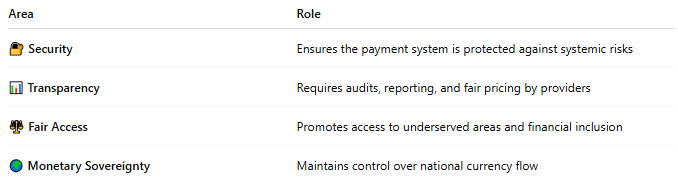 Area Role
Security Ensures the payment system is protected against systemic risks
Transparency Requires audits, reporting, and fair pricing by providers
Fair Access Promotes access to underserved areas and financial inclusion
Monetary Sovereignty Maintains control over national currency flow